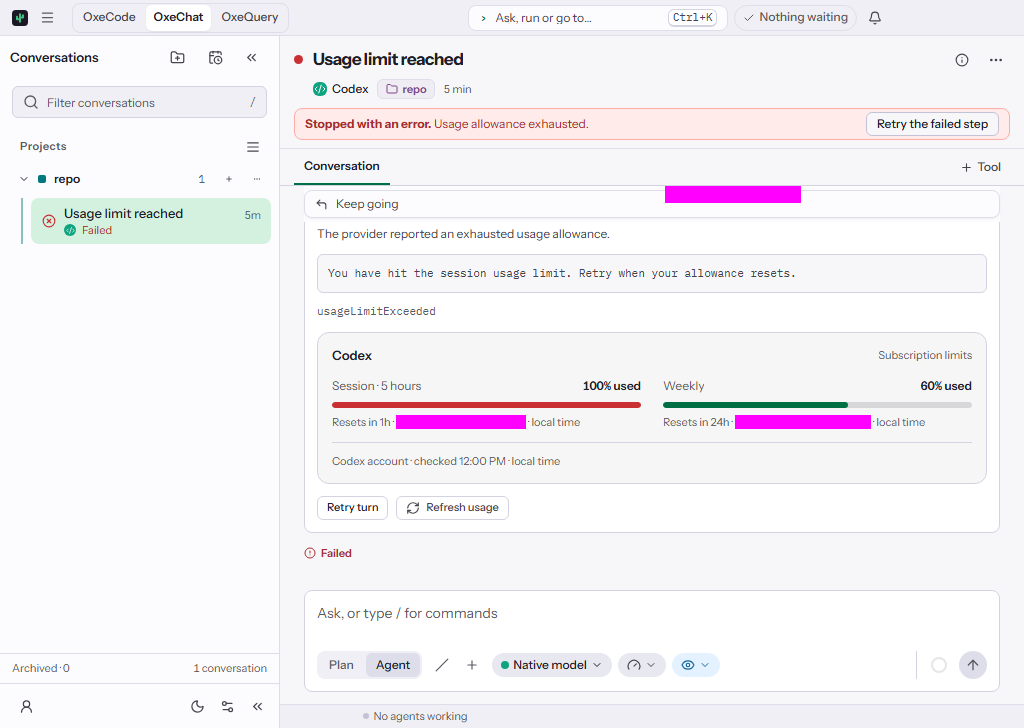 OxeCode OxeChat OxeQuery
› Ask, run or go to... Ctrl+K
Nothing waiting
Conversations
Filter conversations /
Projects
repo 1 + ...
Usage limit reached 5m
Failed
Archived · 0 1 conversation
Usage limit reached
Codex repo 5 min
Stopped with an error. Usage allowance exhausted.
Retry the failed step
Conversation
+ Tool
Keep going
The provider reported an exhausted usage allowance.
You have hit the session usage limit. Retry when your allowance resets.
usageLimitExceeded
Codex Subscription limits
Session · 5 hours 100% used
Resets in 1h · · local time
Weekly 60% used
Resets in 24h · · local time
Codex account · checked 12:00 PM · local time
Retry turn Refresh usage
Failed
Ask, or type / for commands
Plan Agent Native model
No agents working